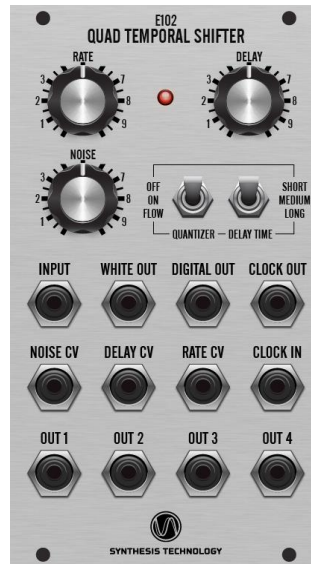 E102
QUAD TEMPORAL SHIFTER
RATE DELAY
3 7 3 7
2 8 2 8
1 9 1 9
NOISE
3 7
2 8
1 9
OFF ON FLOW
SHORT MEDIUM LONG
QUANTIZER DELAY TIME
INPUT WHITE OUT DIGITAL OUT CLOCK OUT
NOISE CV DELAY CV RATE CV CLOCK IN
OUT 1 OUT 2 OUT 3 OUT 4
SYNTHESIS TECHNOLOGY